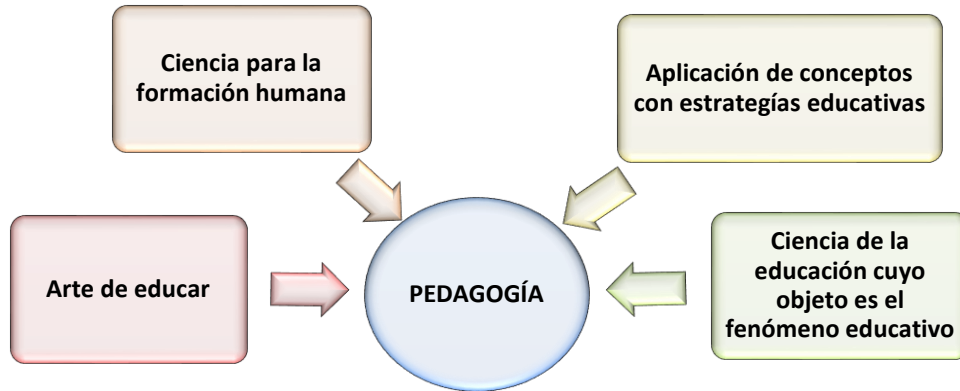 Ciencia para la
formación humana
Aplicación de conceptos
con estrategías educativas
Arte de educar
PEDAGOGÍA
Ciencia de la
educación cuyo
objeto es el
fenómeno educativo